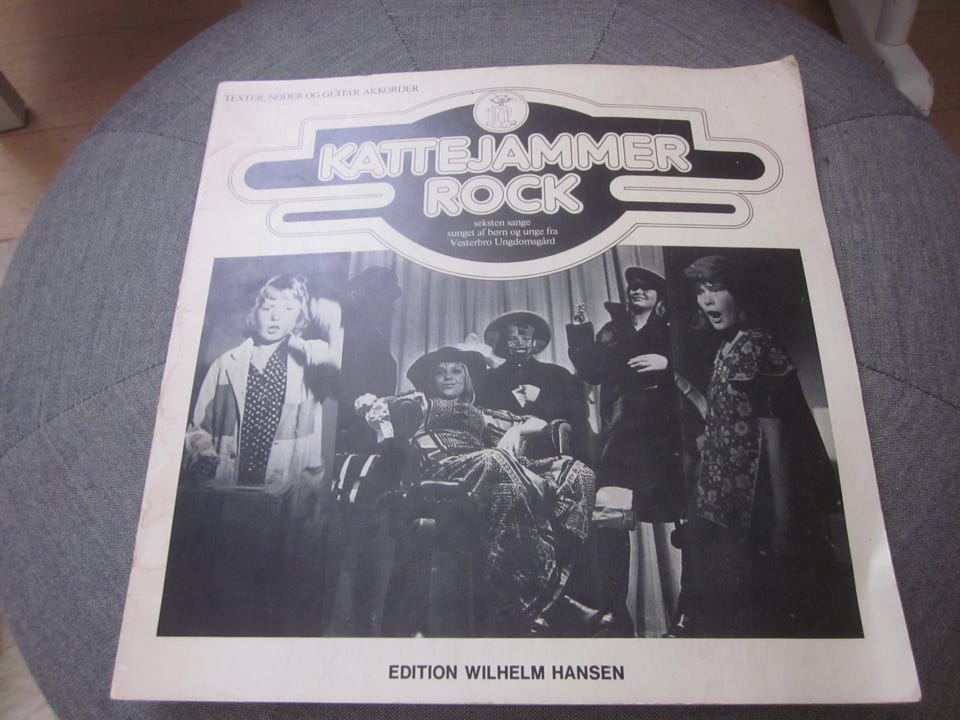 TEXTER, NODER OG GUITAR AKKORDER
KATTEJAMMER
ROCK
seksten sange
sunget af børn og unge fra
Vesterbro Ungdomsgård
EDITION WILHELM HANSEN